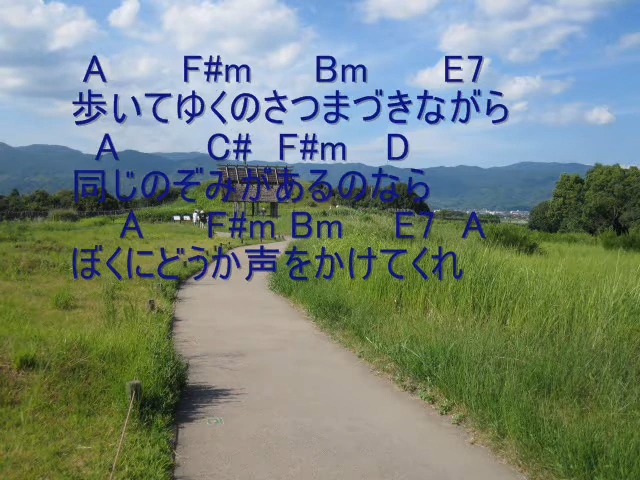 A F#m Bm E7
歩いてゆくのさつまづきながら
A C# F#m D
同じのぞみがあるのなら
A F#m Bm E7 A
ぼくにどうか声をかけてくれ